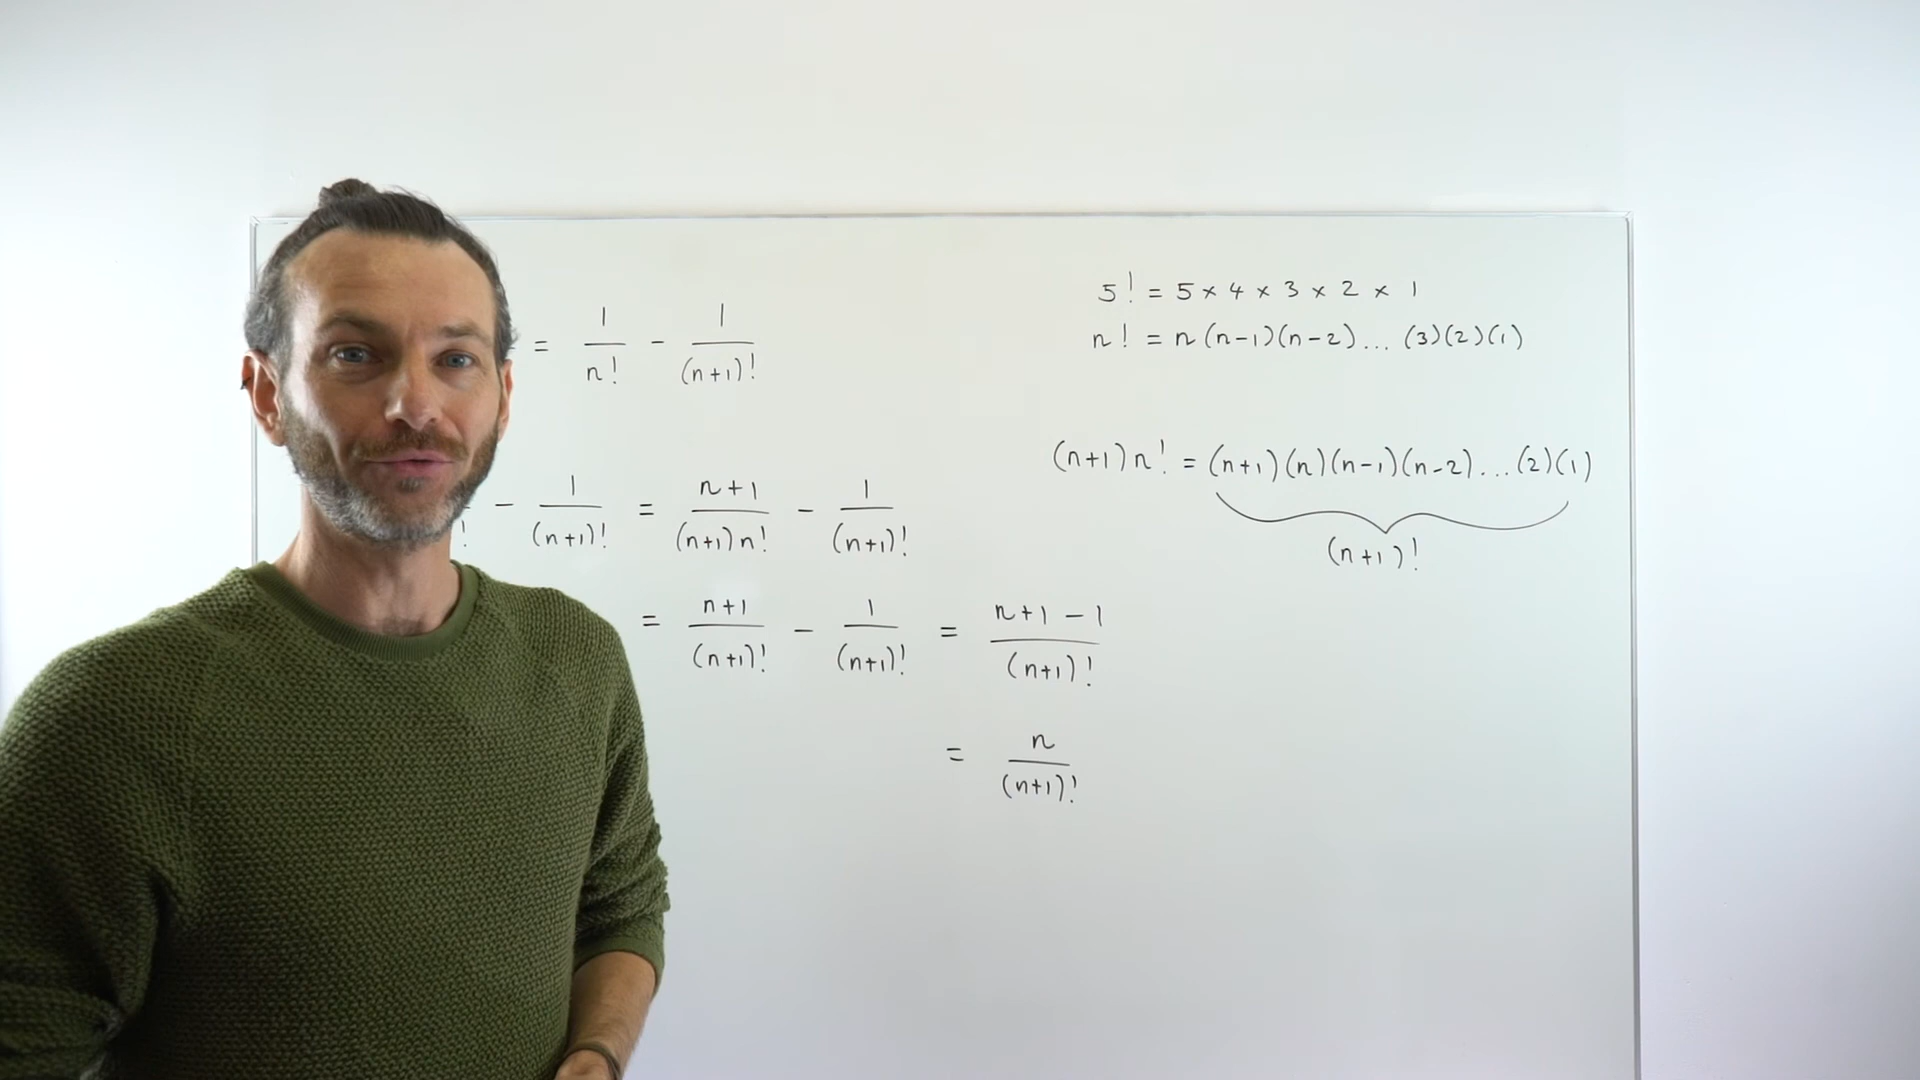 = 1/n! - 1/(n+1)!
! - 1/(n+1)! = n+1/(n+1)n! - 1/(n+1)!
= n+1/(n+1)! - 1/(n+1)! = n+1-1/(n+1)!
= n/(n+1)!
5! = 5 × 4 × 3 × 2 × 1
n! = n(n-1)(n-2)...(3)(2)(1)
(n+1)n! = (n+1)(n)(n-1)(n-2)...(2)(1)
(n+1)!